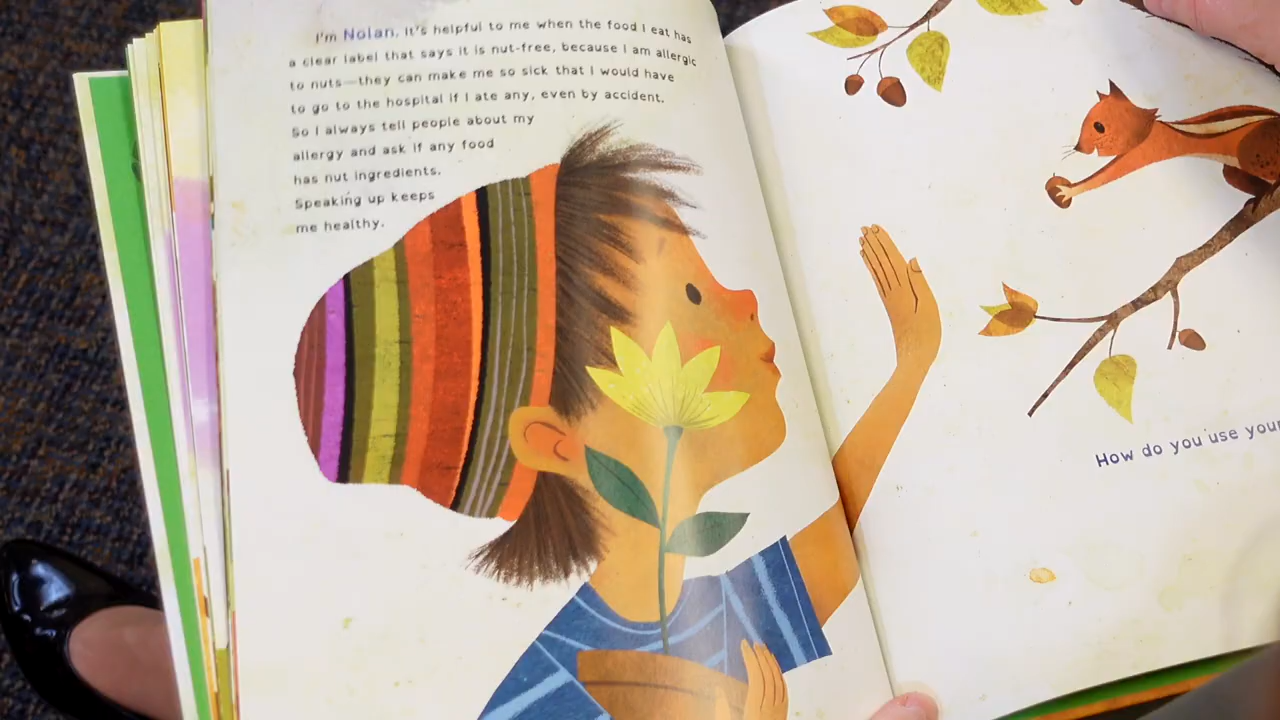 I'm Nolan. It's helpful to me when the food I eat has
a clear label that says it is nut-free, because I am allergic
to nuts—they can make me so sick that I would have
to go to the hospital if I ate any, even by accident.
So I always tell people about my
allergy and ask if any food
has nut ingredients.
Speaking up keeps
me healthy.
How do you use your